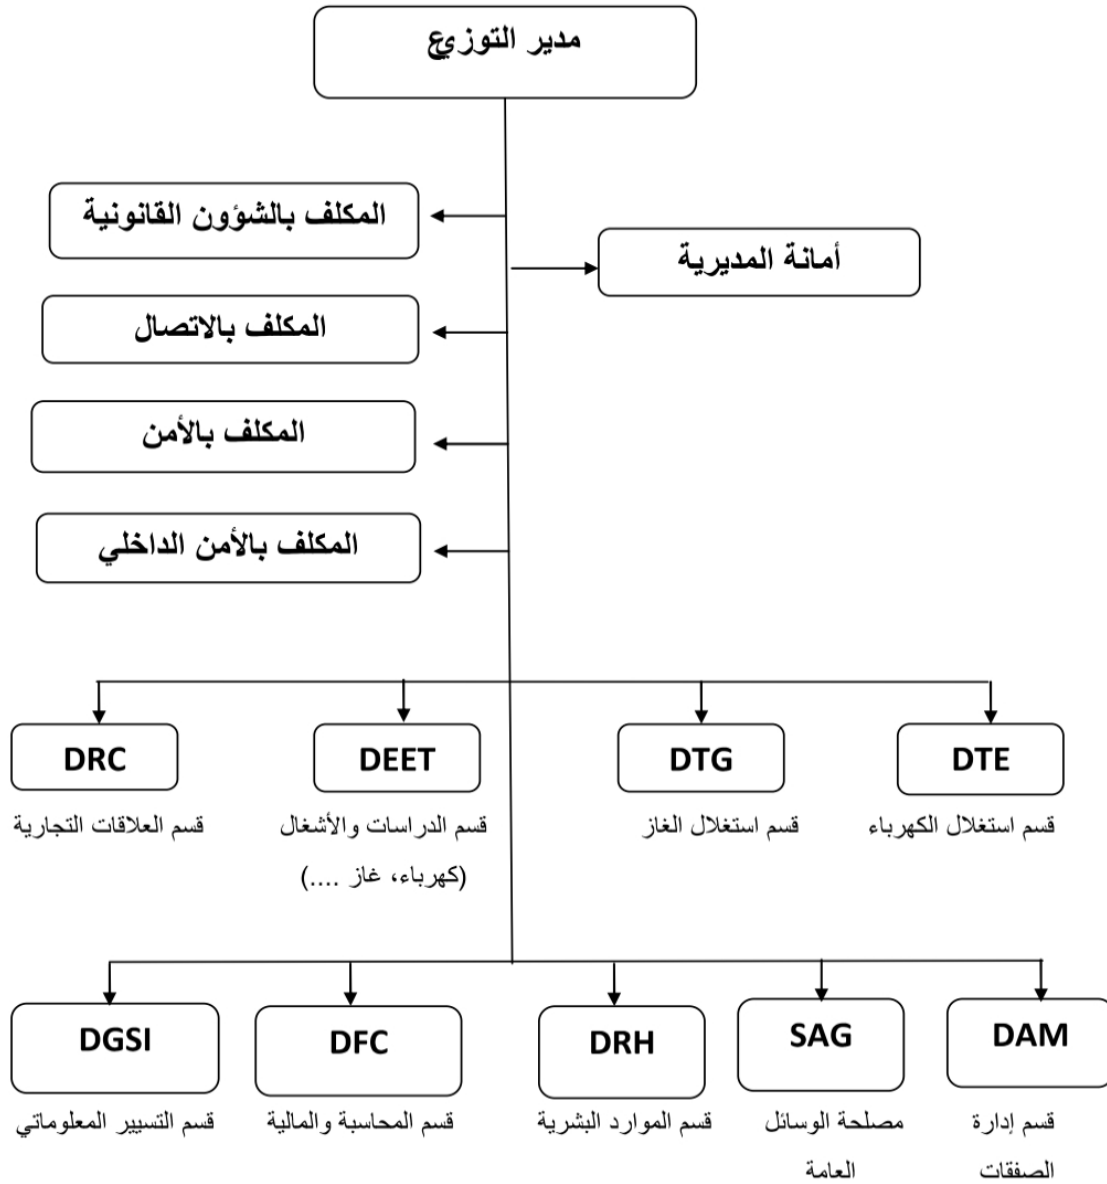 مدير التوزيع
المكلف بالشؤون القانونية
أمانة المديرية
المكلف بالاتصال
المكلف بالأمن
المكلف بالأمن الداخلي
DTE
DTG
DEET
DRC
قسم استغلال الكهرباء
قسم استغلال الغاز
قسم الدراسات والأشغال
(كهرباء، غاز ....)
قسم العلاقات التجارية
DAM
SAG
DRH
DFC
DGSI
قسم إدارة
الصفقات
مصلحة الوسائل
العامة
قسم الموارد البشرية
قسم المحاسبة والمالية
قسم التسيير المعلوماتي